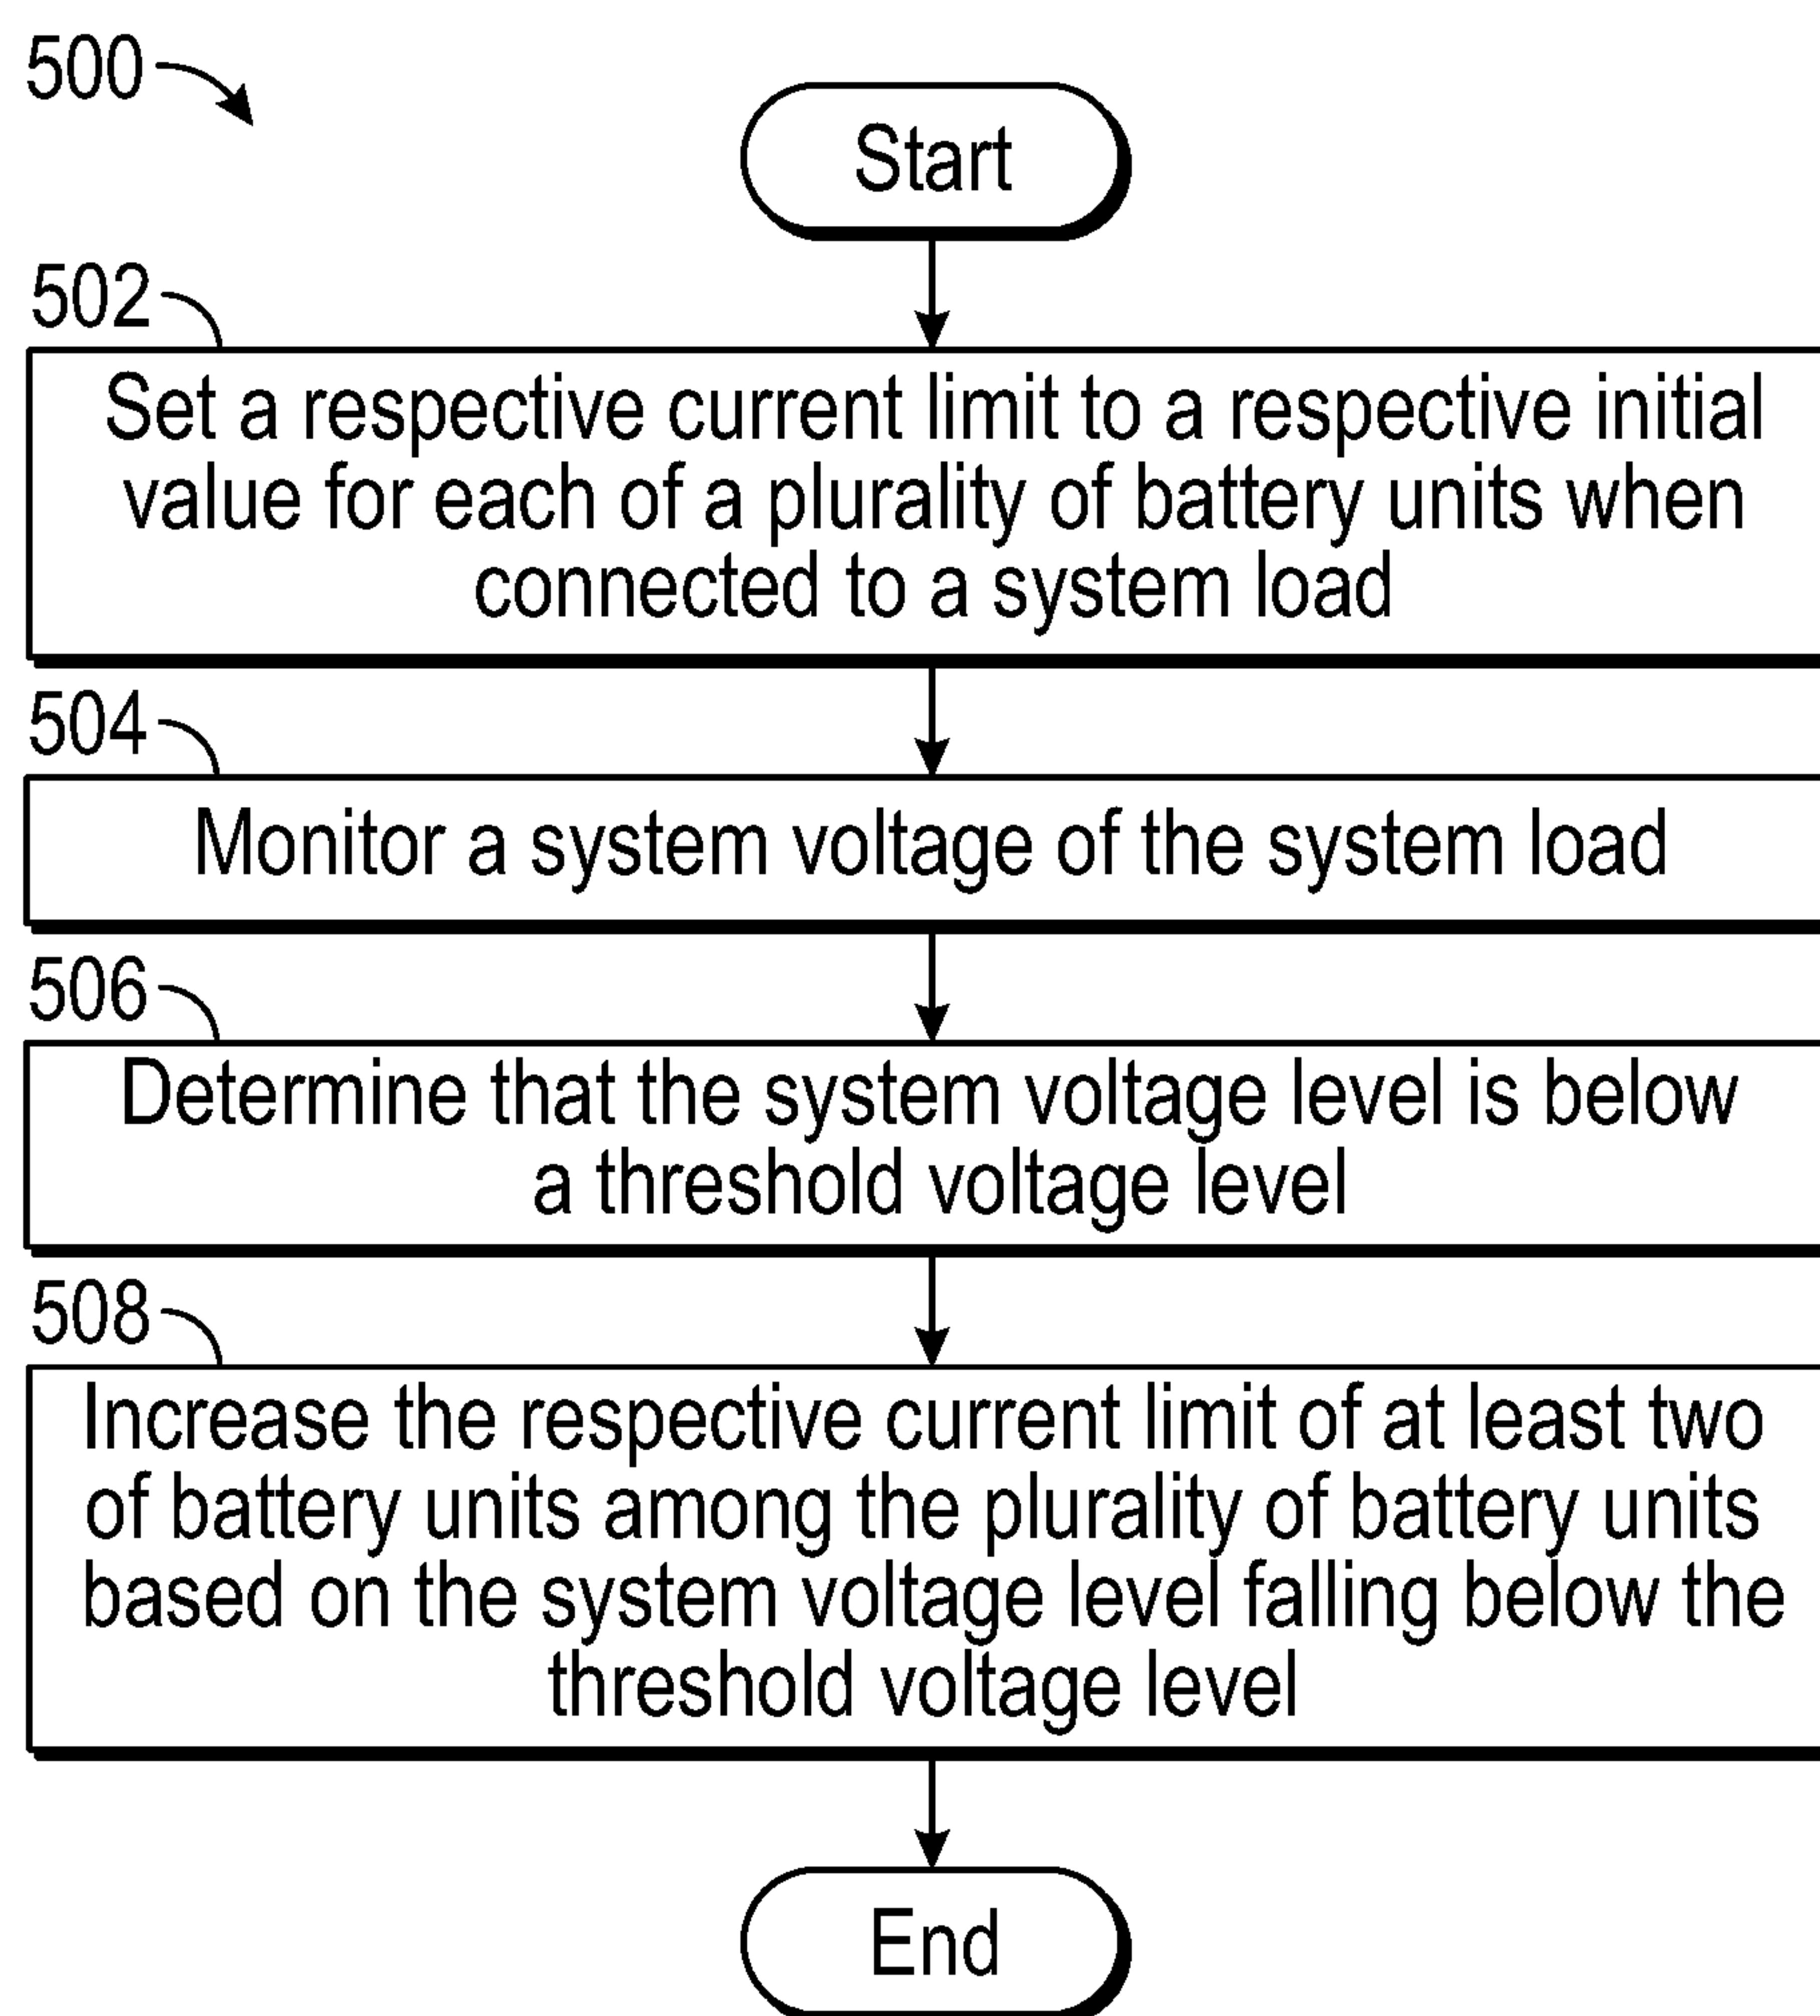 500
Start
502
Set a respective current limit to a respective initial
value for each of a plurality of battery units when
connected to a system load
504
Monitor a system voltage of the system load
506
Determine that the system voltage level is below
a threshold voltage level
508
Increase the respective current limit of at least two
of battery units among the plurality of battery units
based on the system voltage level falling below the
threshold voltage level
End